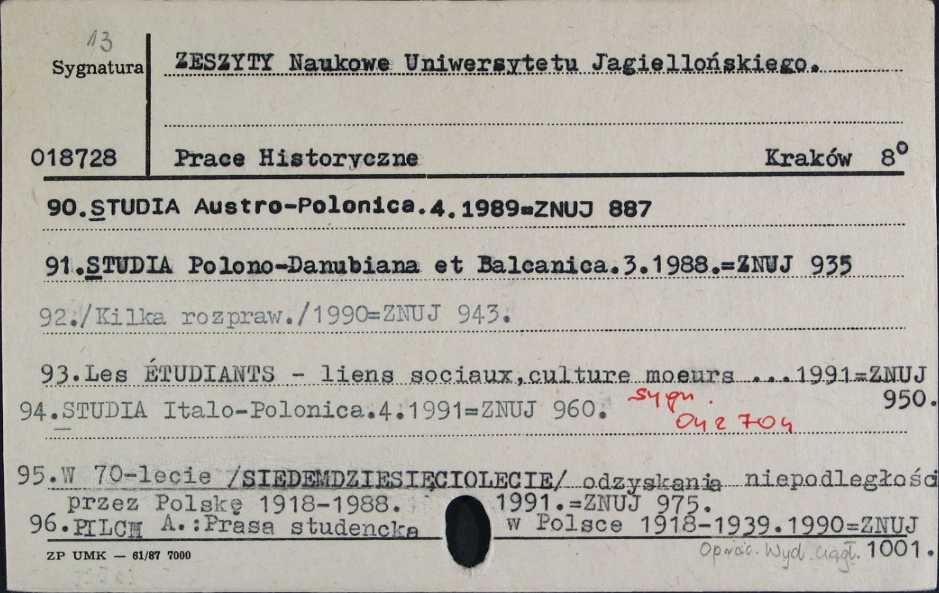 13
Sygnatura
ZESZYTY Naukowe Uniwersytetu Jagiellońskiego.
018728 Prace Historyczne Kraków 8°
90.STUDIA Austro-Polonica.4.1989=ZNUJ 887
91.STUDIA Polono-Danubiana et Balcanica.3.1988.=ZNUJ 935
92./Kilka rozpraw./1990=ZNUJ 943.
93.Les ÉTUDIANTS - liens sociaux,culture moeurs ...1991=ZNUJ
950.
94.STUDIA Italo-Polonica.4.1991=ZNUJ 960. sygn.
042704
95.W 70-lecie /SIEDEMDZIESIĘCIOLECIE/ odzyskania niepodległości
przez Polskę 1918-1988. 1991.=ZNUJ 975.
96.PILCH A.:Prasa studencka w Polsce 1918-1939.1990=ZNUJ
1001.
ZP UMK — 61/87 7000
Wyd. ciągł.